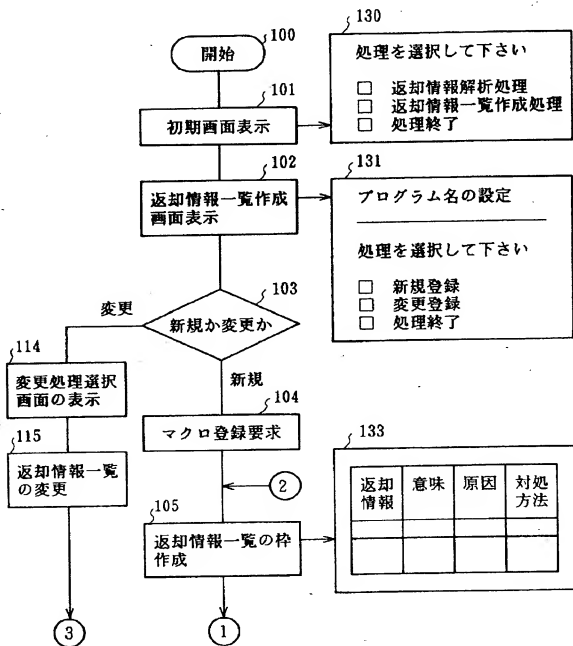 100
開始
101
初期画面表示
102
返却情報一覧作成
画面表示
103
新規か変更か
変更
新規
114
変更処理選択
画面の表示
115
返却情報一覧
の変更
3
104
マクロ登録要求
2
105
返却情報一覧の枠
作成
1
130
処理を選択して下さい
□ 返却情報解析処理
□ 返却情報一覧作成処理
□ 処理終了
131
プログラム名の設定
処理を選択して下さい
□ 新規登録
□ 変更登録
□ 処理終了
133
返却
情報
意味
原因
対処
方法